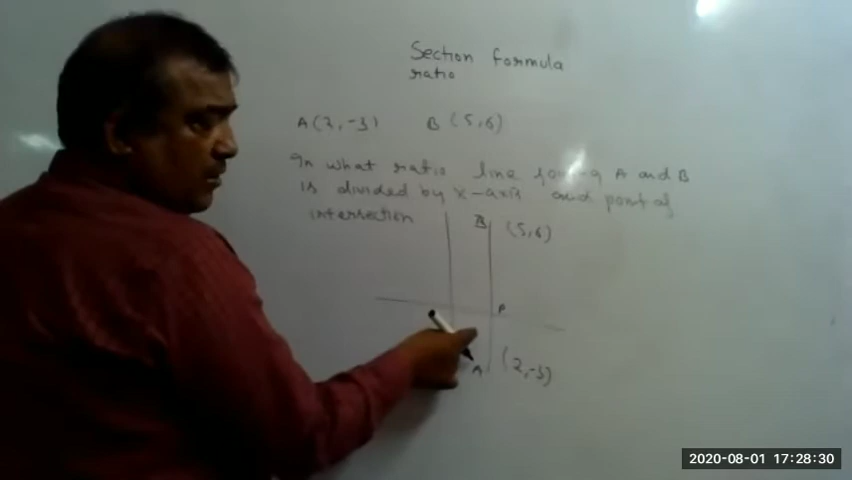 Section formula
ratio
A(2,-3) B(5,6)
In what ratio line A and B
is divided by x-axis and point of
intersection
B (5,6)
P
A (2,-3)
2020-08-01 17:28:30